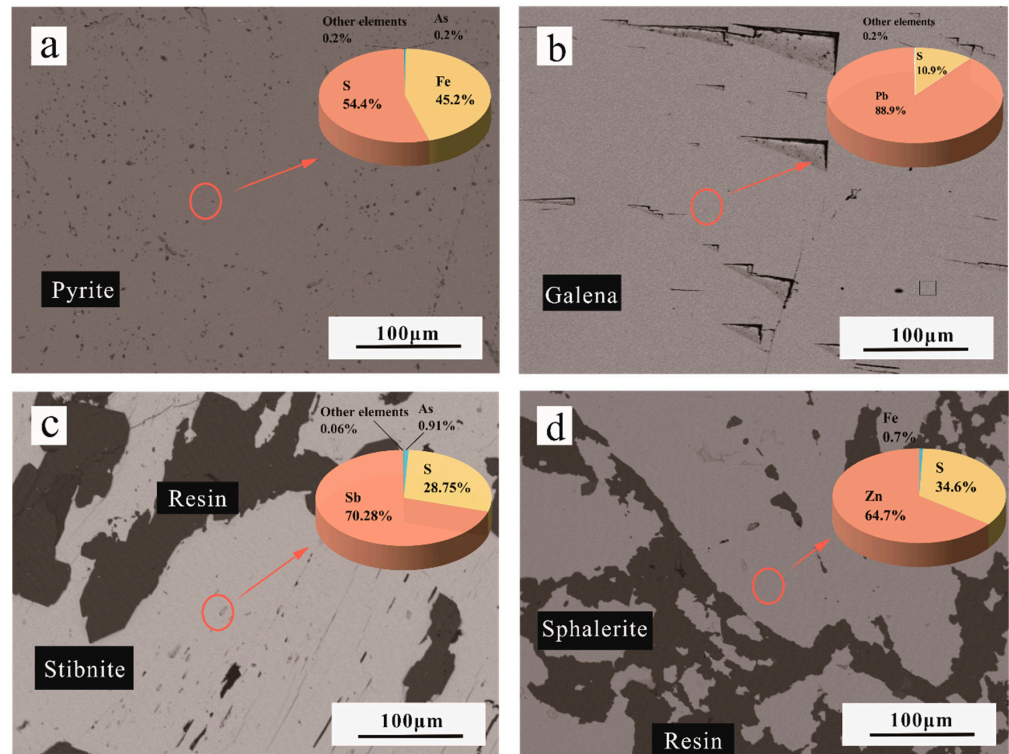 a
Other elements
0.2%
As
0.2%
S
54.4%
Fe
45.2%
Pyrite
100μm
b
Other elements
0.2%
S
10.9%
Pb
88.9%
Galena
100μm
c
Other elements
0.06%
As
0.91%
S
28.75%
Sb
70.28%
Resin
Stibnite
100μm
d
Fe
0.7%
S
34.6%
Zn
64.7%
Sphalerite
Resin
100μm